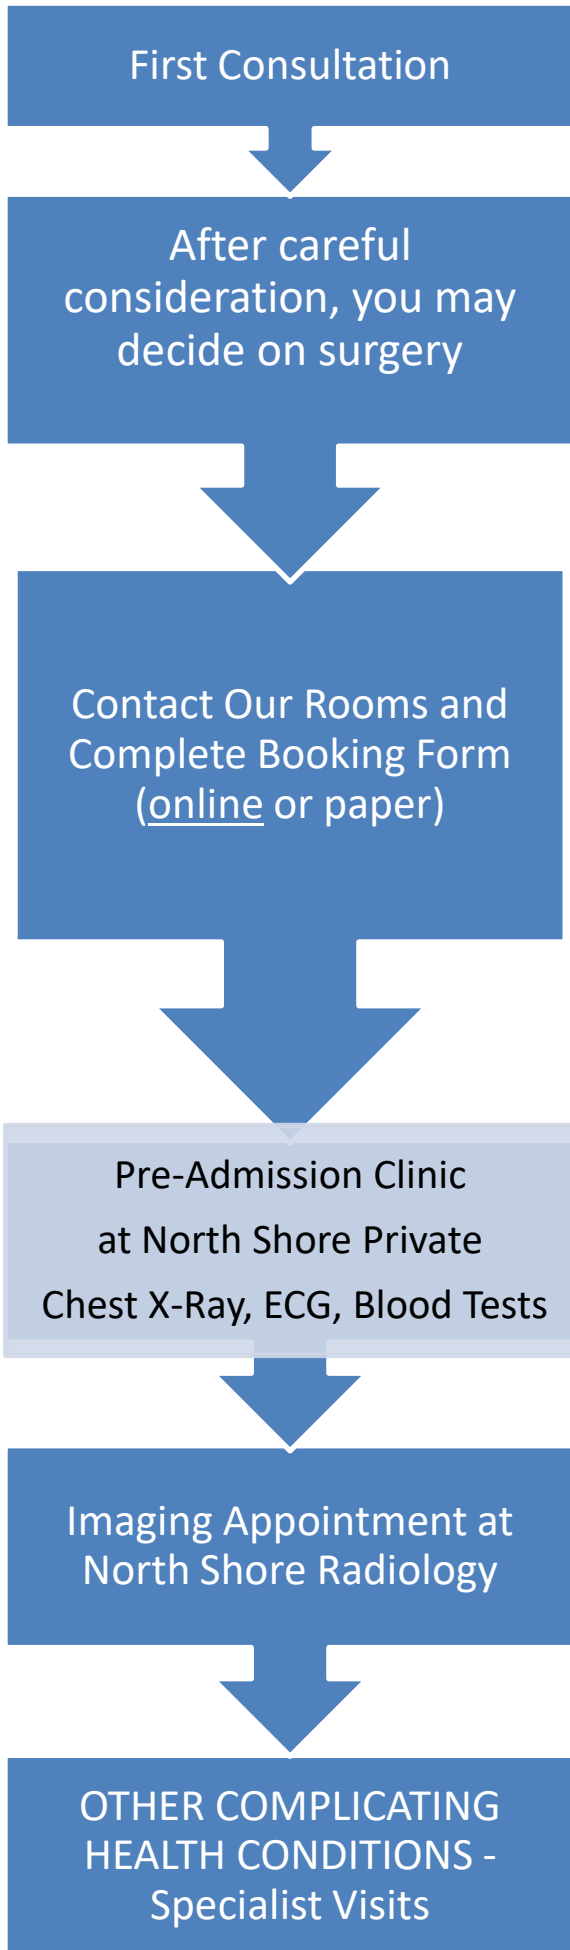 First Consultation
After careful
consideration, you may
decide on surgery
Contact Our Rooms and
Complete Booking Form
(online or paper)
Pre-Admission Clinic
at North Shore Private
Chest X-Ray, ECG, Blood Tests
Imaging Appointment at
North Shore Radiology
OTHER COMPLICATING
HEALTH CONDITIONS -
Specialist Visits